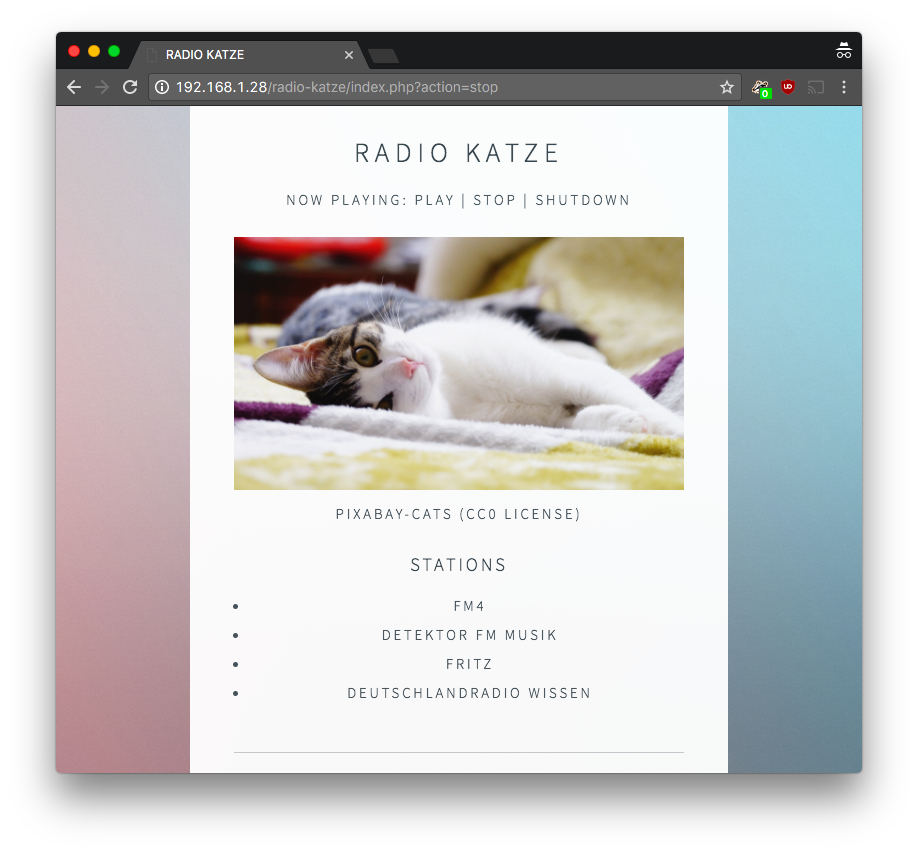 RADIO KATZE
192.168.1.28/radio-katze/index.php?action=stop
0
RADIO KATZE
NOW PLAYING: PLAY | STOP | SHUTDOWN
PIXABAY-CATS (CC0 LICENSE)
STATIONS
FM4
DETEKTOR FM MUSIK
FRITZ
DEUTSCHLANDRADIO WISSEN